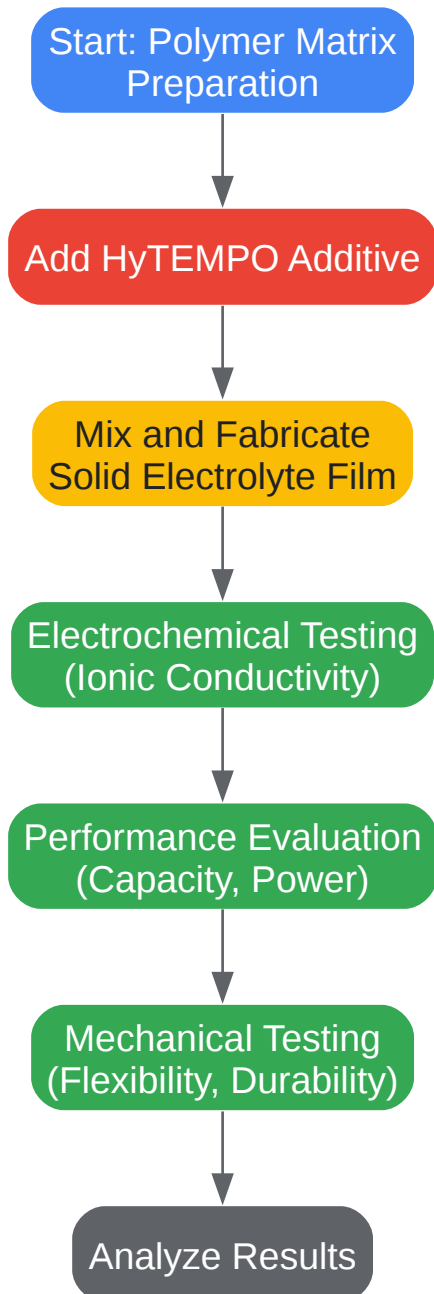 Start: Polymer Matrix
Preparation
Add HyTEMPO Additive
Mix and Fabricate
Solid Electrolyte Film
Electrochemical Testing
(Ionic Conductivity)
Performance Evaluation
(Capacity, Power)
Mechanical Testing
(Flexibility, Durability)
Analyze Results